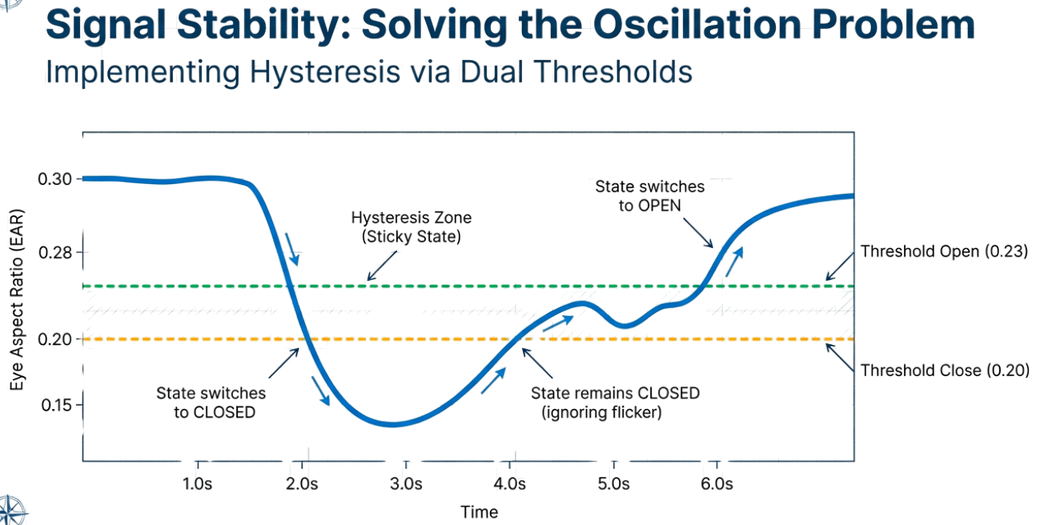 Signal Stability: Solving the Oscillation Problem
Implementing Hysteresis via Dual Thresholds
Eye Aspect Ratio (EAR)
0.30
0.28
0.20
0.15
Hysteresis Zone
(Sticky State)
State switches
to OPEN
Threshold Open (0.23)
Threshold Close (0.20)
State switches
to CLOSED
State remains CLOSED
(ignoring flicker)
1.0s
2.0s
3.0s
4.0s
5.0s
6.0s
Time